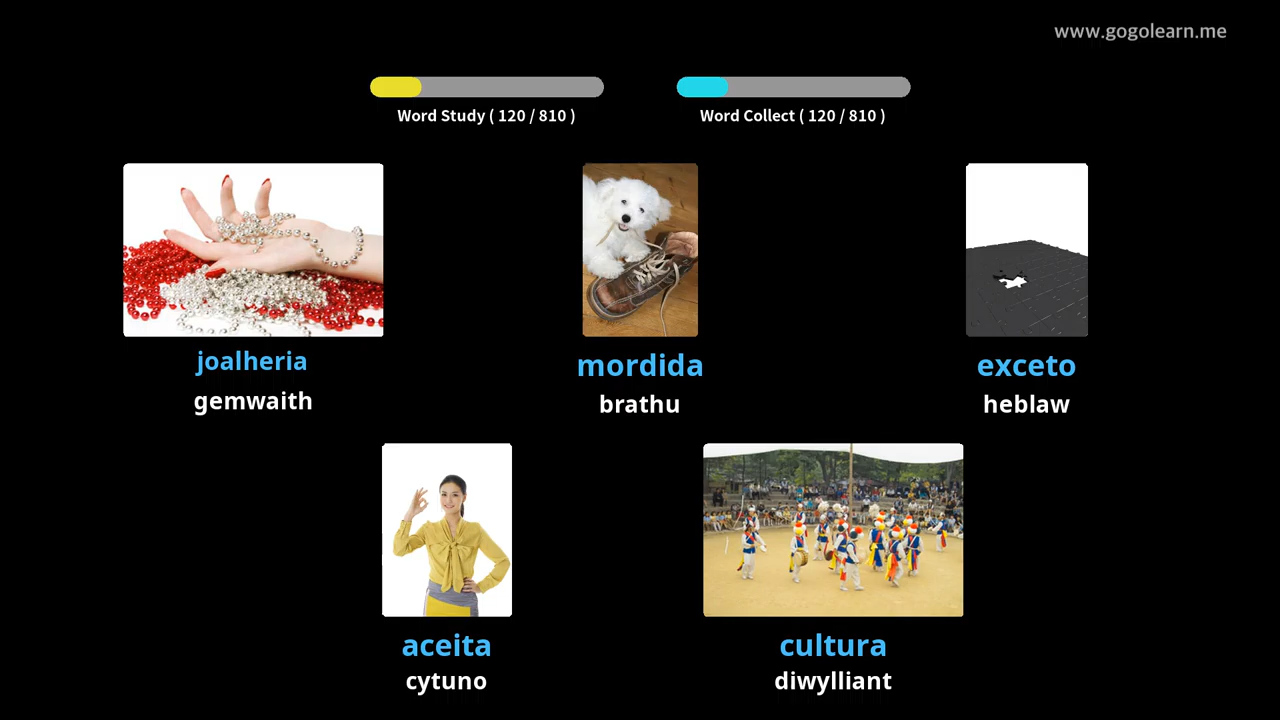 www.gogolearn.me
Word Study ( 120 / 810 )
Word Collect ( 120 / 810 )
joalheria
gemwaith
mordida
brathu
exceto
heblaw
aceita
cytuno
cultura
diwylliant